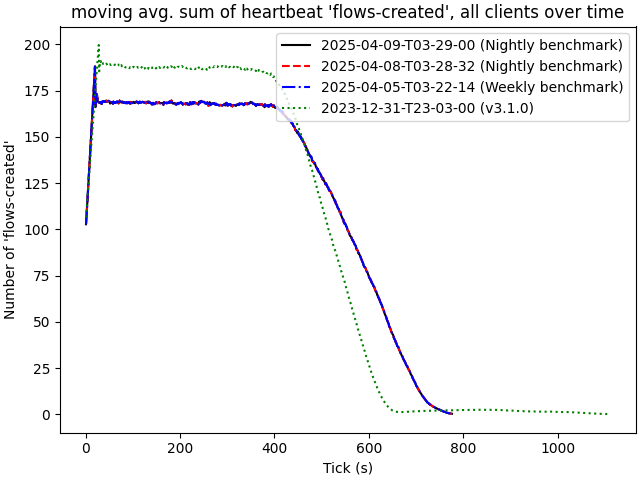 moving avg. sum of heartbeat 'flows-created', all clients over time
2025-04-09-T03-29-00 (Nightly benchmark)
2025-04-08-T03-28-32 (Nightly benchmark)
2025-04-05-T03-22-14 (Weekly benchmark)
2023-12-31-T23-03-00 (v3.1.0)
Number of 'flows-created'
200
175
150
125
100
75
50
25
0
0 200 400 600 800 1000
Tick (s)